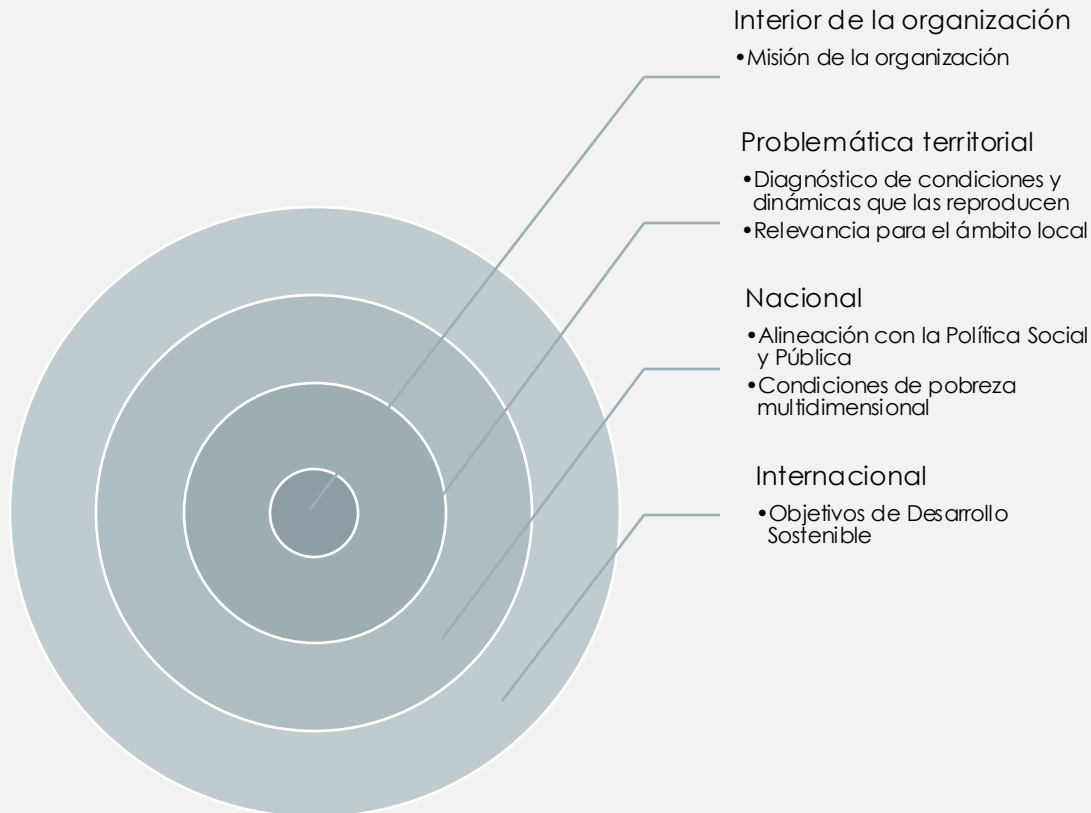 Interior de la organización
•Misión de la organización
Problemática territorial
•Diagnóstico de condiciones y
dinámicas que las reproducen
•Relevancia para el ámbito local
Nacional
•Alineación con la Política Social
y Pública
•Condiciones de pobreza
multidimensional
Internacional
•Objetivos de Desarrollo
Sostenible